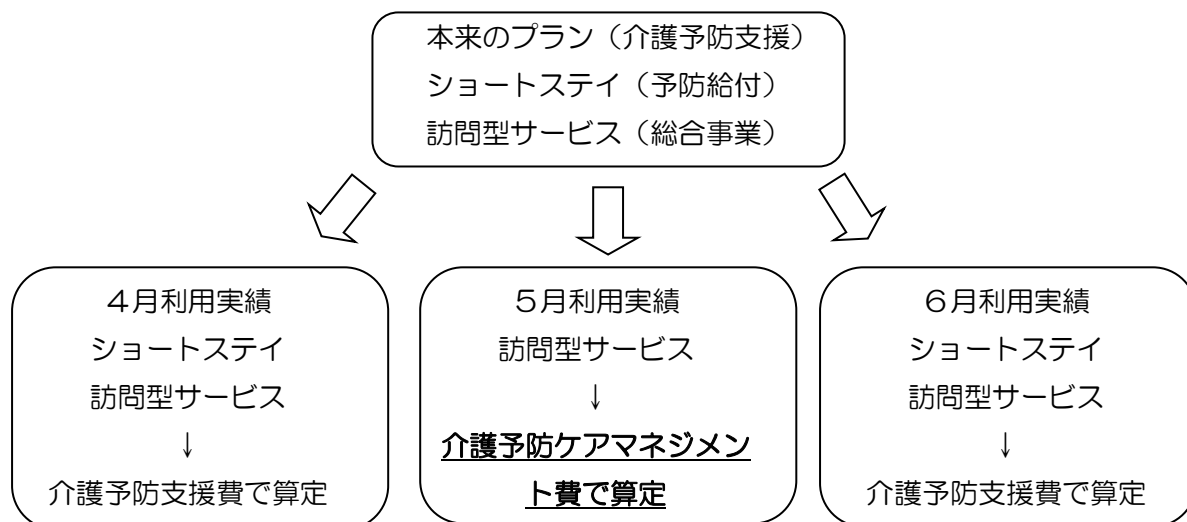 本来のプラン（介護予防支援）
ショートステイ（予防給付）
訪問型サービス（総合事業）
４月利用実績
ショートステイ
訪問型サービス
↓
介護予防支援費で算定
５月利用実績
訪問型サービス
↓
介護予防ケアマネジメン
ト費で算定
６月利用実績
ショートステイ
訪問型サービス
↓
介護予防支援費で算定